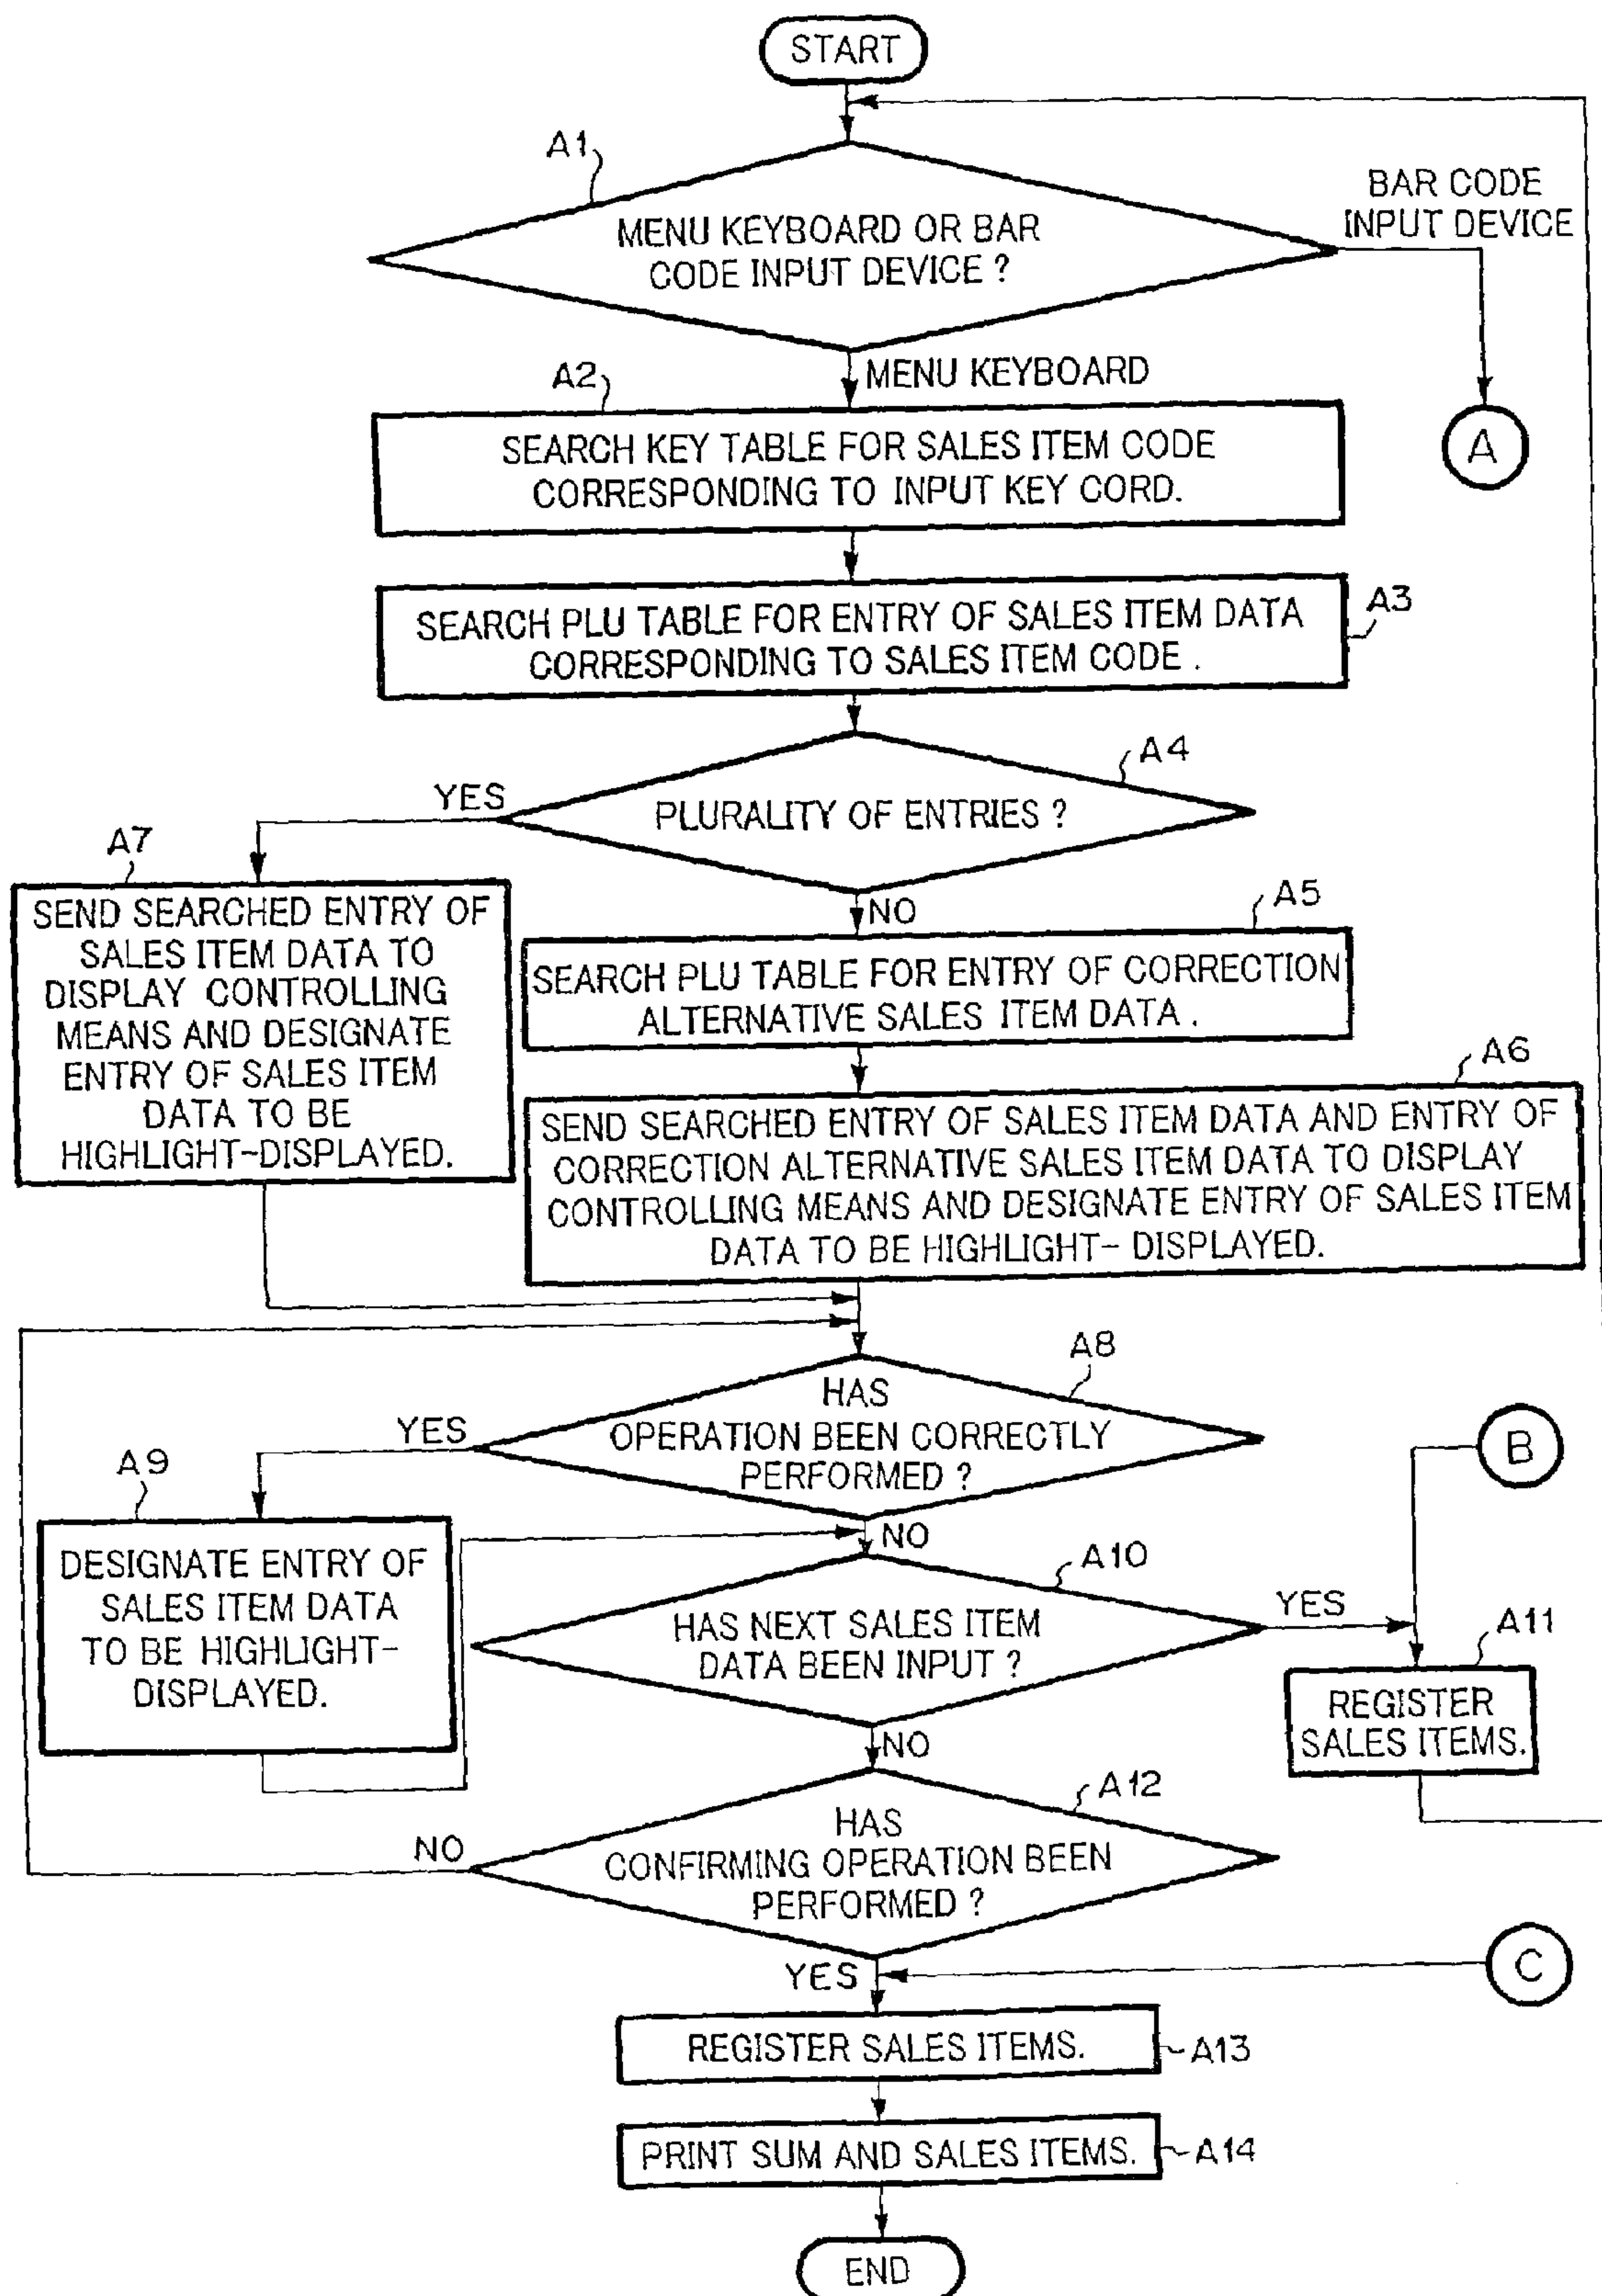 START
A1
BAR CODE
INPUT DEVICE
MENU KEYBOARD OR BAR
CODE INPUT DEVICE ?
A2
MENU KEYBOARD
A
SEARCH KEY TABLE FOR SALES ITEM CODE
CORRESPONDING TO INPUT KEY CORD.
A3
SEARCH PLU TABLE FOR ENTRY OF SALES ITEM DATA
CORRESPONDING TO SALES ITEM CODE .
A4
YES
PLURALITY OF ENTRIES ?
A7
NO
A5
SEND SEARCHED ENTRY OF
SALES ITEM DATA TO
DISPLAY CONTROLLING
MEANS AND DESIGNATE
ENTRY OF SALES ITEM
DATA TO BE
HIGHLIGHT-DISPLAYED.
SEARCH PLU TABLE FOR ENTRY OF CORRECTION
ALTERNATIVE SALES ITEM DATA .
A6
SEND SEARCHED ENTRY OF SALES ITEM DATA AND ENTRY OF
CORRECTION ALTERNATIVE SALES ITEM DATA TO DISPLAY
CONTROLLING MEANS AND DESIGNATE ENTRY OF SALES ITEM
DATA TO BE HIGHLIGHT- DISPLAYED.
A8
YES
HAS
OPERATION BEEN CORRECTLY
PERFORMED ?
B
A9
NO
DESIGNATE ENTRY OF
SALES ITEM DATA
TO BE HIGHLIGHT-
DISPLAYED.
A10
YES
HAS NEXT SALES ITEM
DATA BEEN INPUT ?
A11
REGISTER
SALES ITEMS.
NO
A12
NO
HAS
CONFIRMING OPERATION BEEN
PERFORMED ?
YES
C
REGISTER SALES ITEMS.
A13
PRINT SUM AND SALES ITEMS.
A14
END